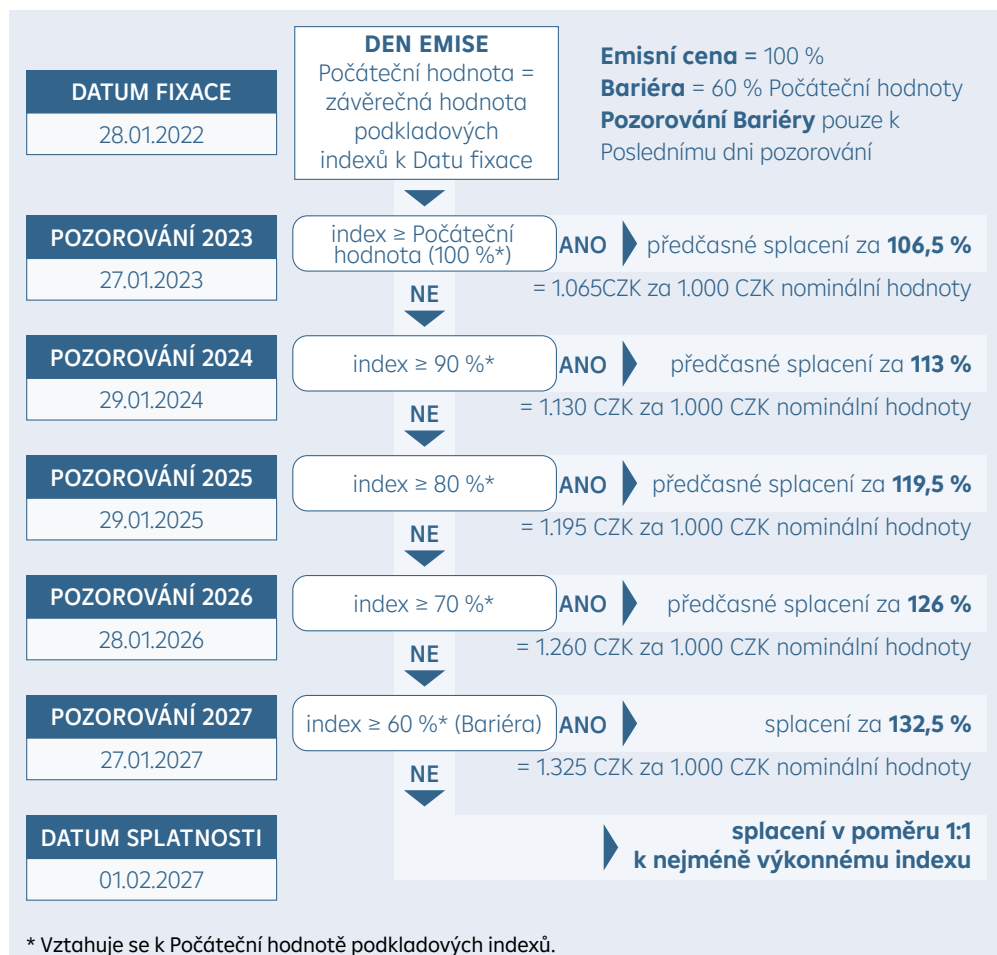 DATUM FIXACE
28.01.2022
DEN EMISE
Počáteční hodnota =
závěrečná hodnota
podkladových
indexů k Datu fixace
Emisní cena = 100 %
Bariéra = 60 % Počáteční hodnoty
Pozorování Bariéry pouze k
Poslednímu dni pozorování
POZOROVÁNÍ 2023
27.01.2023
index ≥ Počáteční
hodnota (100 %*)
ANO
předčasné splacení za 106,5 %
= 1.065CZK za 1.000 CZK nominální hodnoty
NE
POZOROVÁNÍ 2024
29.01.2024
index ≥ 90 %*
ANO
předčasné splacení za 113 %
= 1.130 CZK za 1.000 CZK nominální hodnoty
NE
POZOROVÁNÍ 2025
29.01.2025
index ≥ 80 %*
ANO
předčasné splacení za 119,5 %
= 1.195 CZK za 1.000 CZK nominální hodnoty
NE
POZOROVÁNÍ 2026
28.01.2026
index ≥ 70 %*
ANO
předčasné splacení za 126 %
= 1.260 CZK za 1.000 CZK nominální hodnoty
NE
POZOROVÁNÍ 2027
27.01.2027
index ≥ 60 %* (Bariéra)
ANO
splacení za 132,5 %
= 1.325 CZK za 1.000 CZK nominální hodnoty
NE
DATUM SPLATNOSTI
01.02.2027
splacení v poměru 1:1
k nejméně výkonnému indexu
* Vztahuje se k Počáteční hodnotě podkladových indexů.